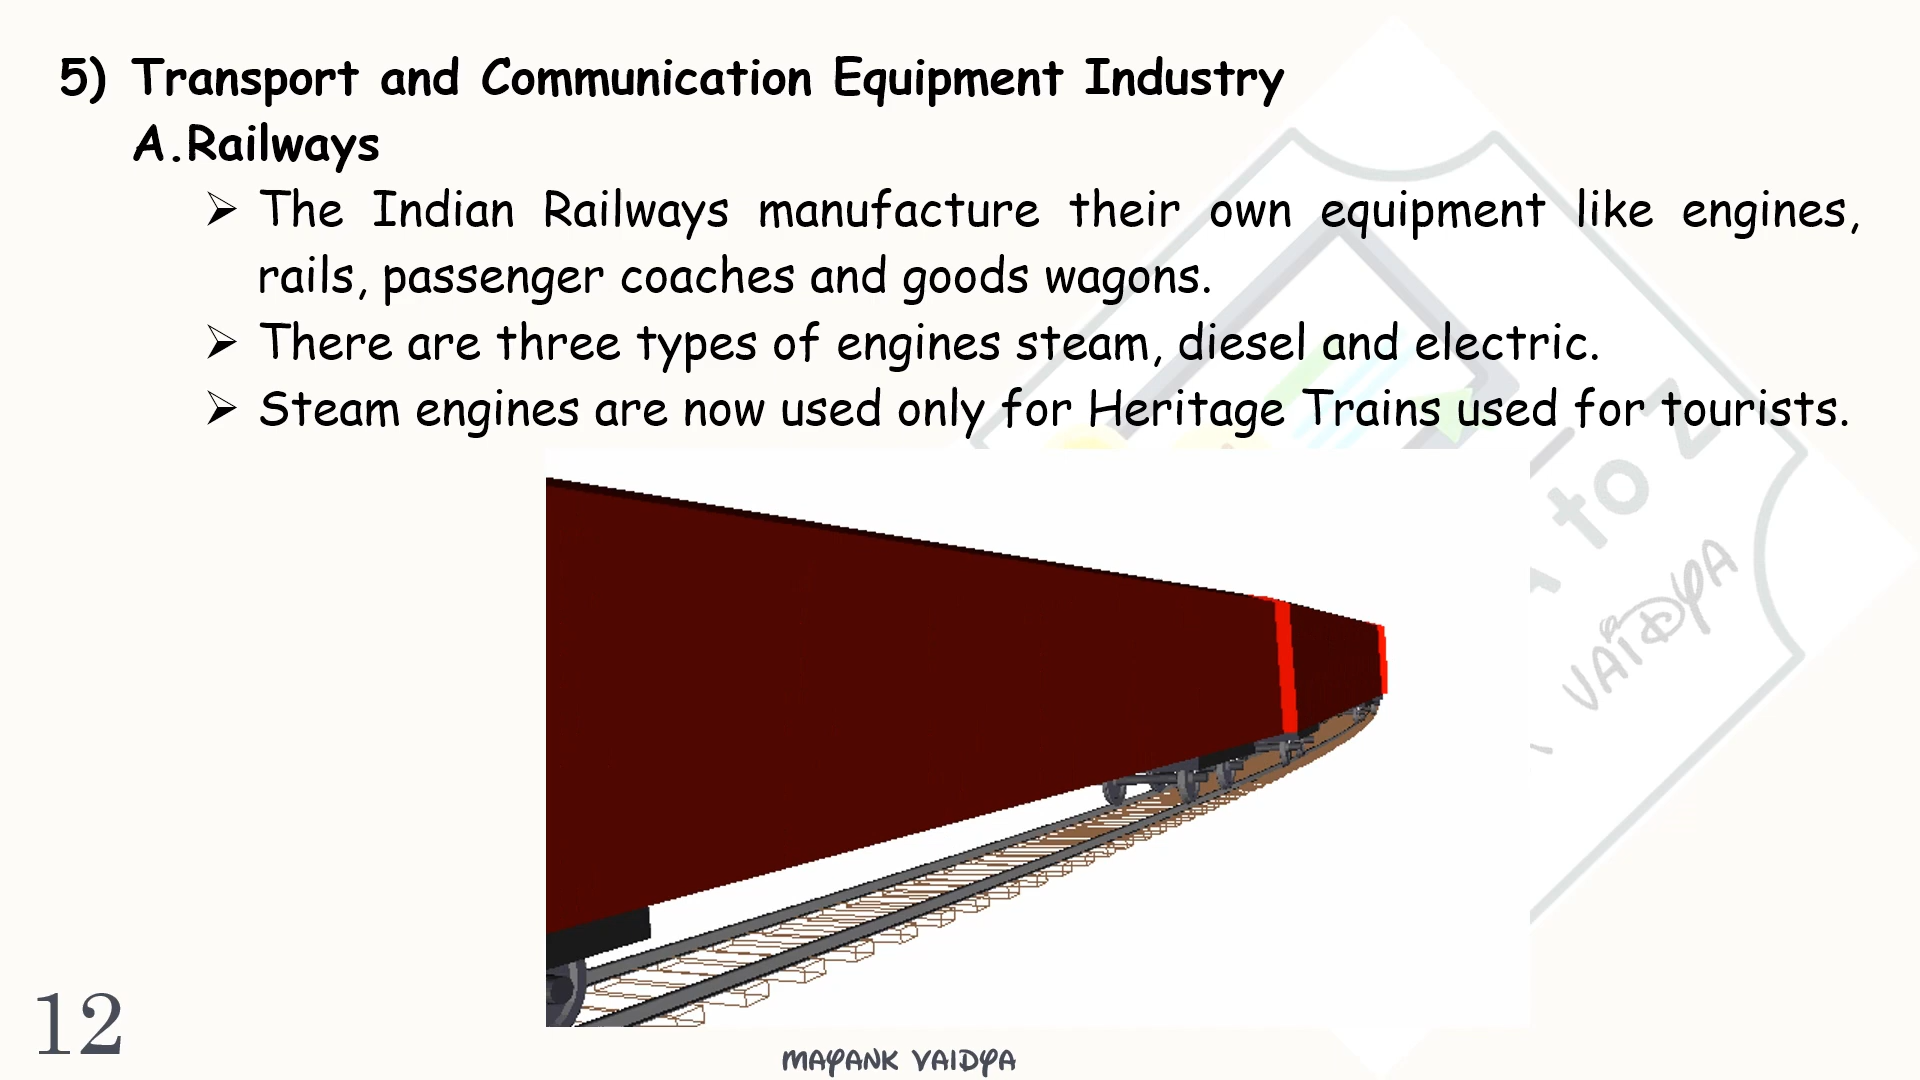 5) Transport and Communication Equipment Industry
A.Railways
➢ The Indian Railways manufacture their own equipment like engines,
rails, passenger coaches and goods wagons.
➢ There are three types of engines steam, diesel and electric.
➢ Steam engines are now used only for Heritage Trains used for tourists.
A to Z
VAIDYA
12
MAYANK VAIDYA